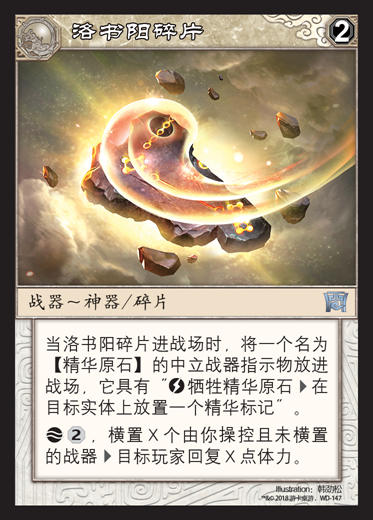 洛书阳碎片
2
战器～神器/碎片
当洛书阳碎片进战场时，将一个名为
【精华原石】的中立战器指示物放进
战场，它具有“牺牲精华原石▶在
目标实体上放置一个精华标记”。
2，横置X个由你操控且未横置
的战器▶目标玩家回复X点体力。
Illustration：韩劲松
™&© 2018 游卡桌游．WD-147